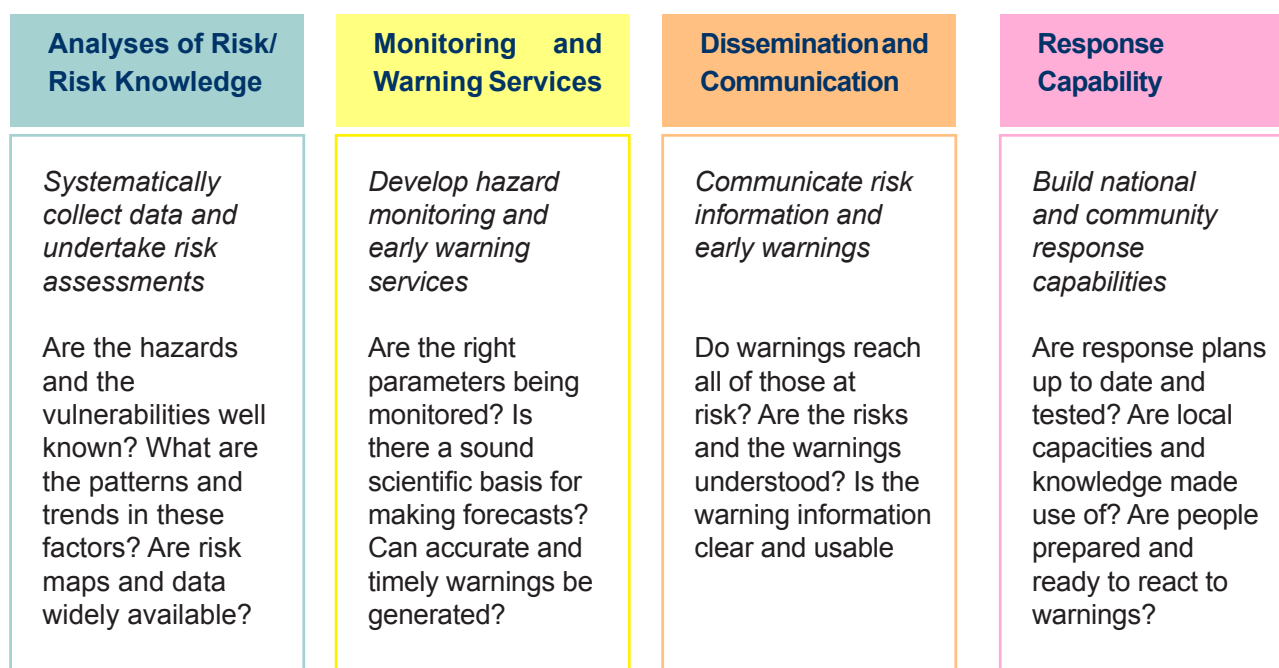 Analyses of Risk/
Risk Knowledge
Systematically
collect data and
undertake risk
assessments
Are the hazards
and the
vulnerabilities well
known? What are
the patterns and
trends in these
factors? Are risk
maps and data
widely available?
Monitoring and
Warning Services
Develop hazard
monitoring and
early warning
services
Are the right
parameters being
monitored? Is
there a sound
scientific basis for
making forecasts?
Can accurate and
timely warnings be
generated?
Dissemination and
Communication
Communicate risk
information and
early warnings
Do warnings reach
all of those at
risk? Are the risks
and the warnings
understood? Is the
warning information
clear and usable
Response
Capability
Build national
and community
response
capabilities
Are response plans
up to date and
tested? Are local
capacities and
knowledge made
use of? Are people
prepared and
ready to react to
warnings?